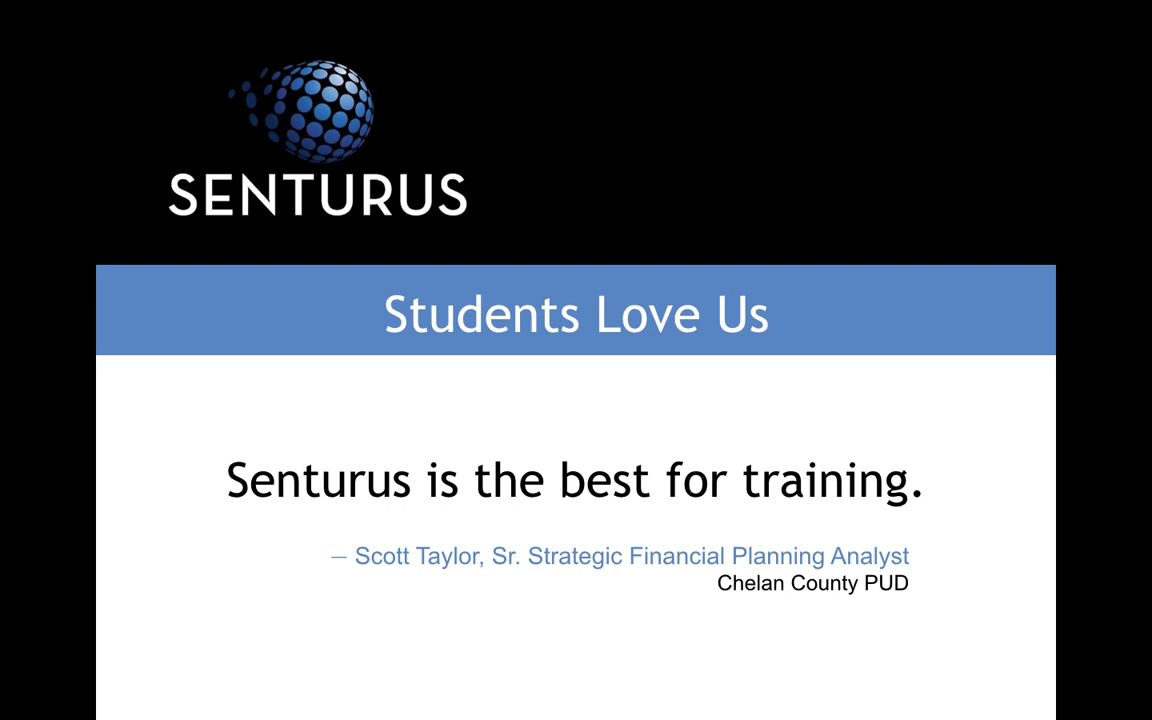 SENTURUS
Students Love Us
Senturus is the best for training.
— Scott Taylor, Sr. Strategic Financial Planning Analyst
Chelan County PUD